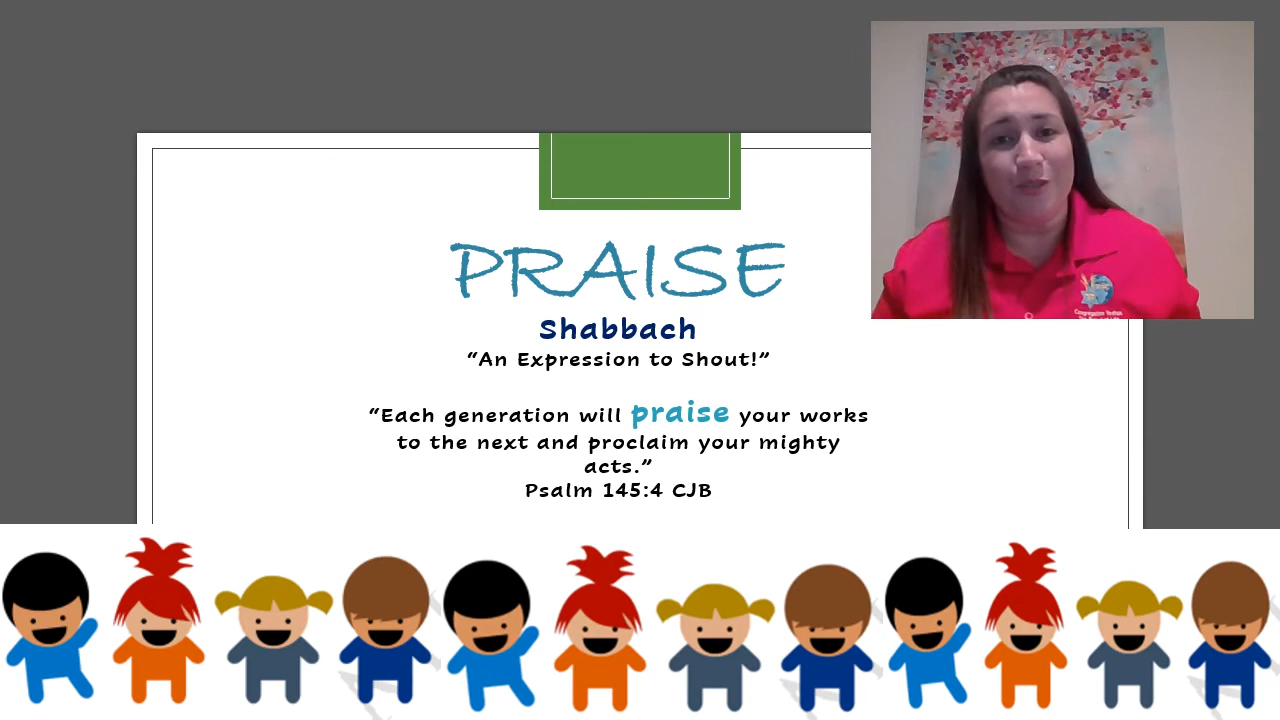 PRAISE
Shabbach
“An Expression to Shout!”
“Each generation will praise your works
to the next and proclaim your mighty
acts.”
Psalm 145:4 CJB
Congregation